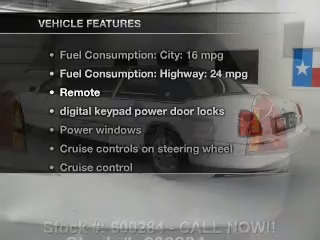 VEHICLE FEATURES
• Fuel Consumption: City: 16 mpg
• Fuel Consumption: Highway: 24 mpg
• Remote
• digital keypad power door locks
• Power windows
• Cruise controls on steering wheel
• Cruise control
Stock #: 600284 - CALL NOW!!